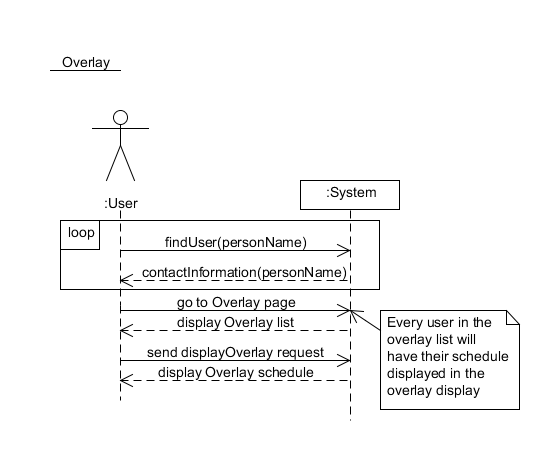 Overlay
:User
:System
loop
findUser(personName)
contactInformation(personName)
go to Overlay page
display Overlay list
send displayOverlay request
display Overlay schedule
Every user in the
overlay list will
have their schedule
displayed in the
overlay display